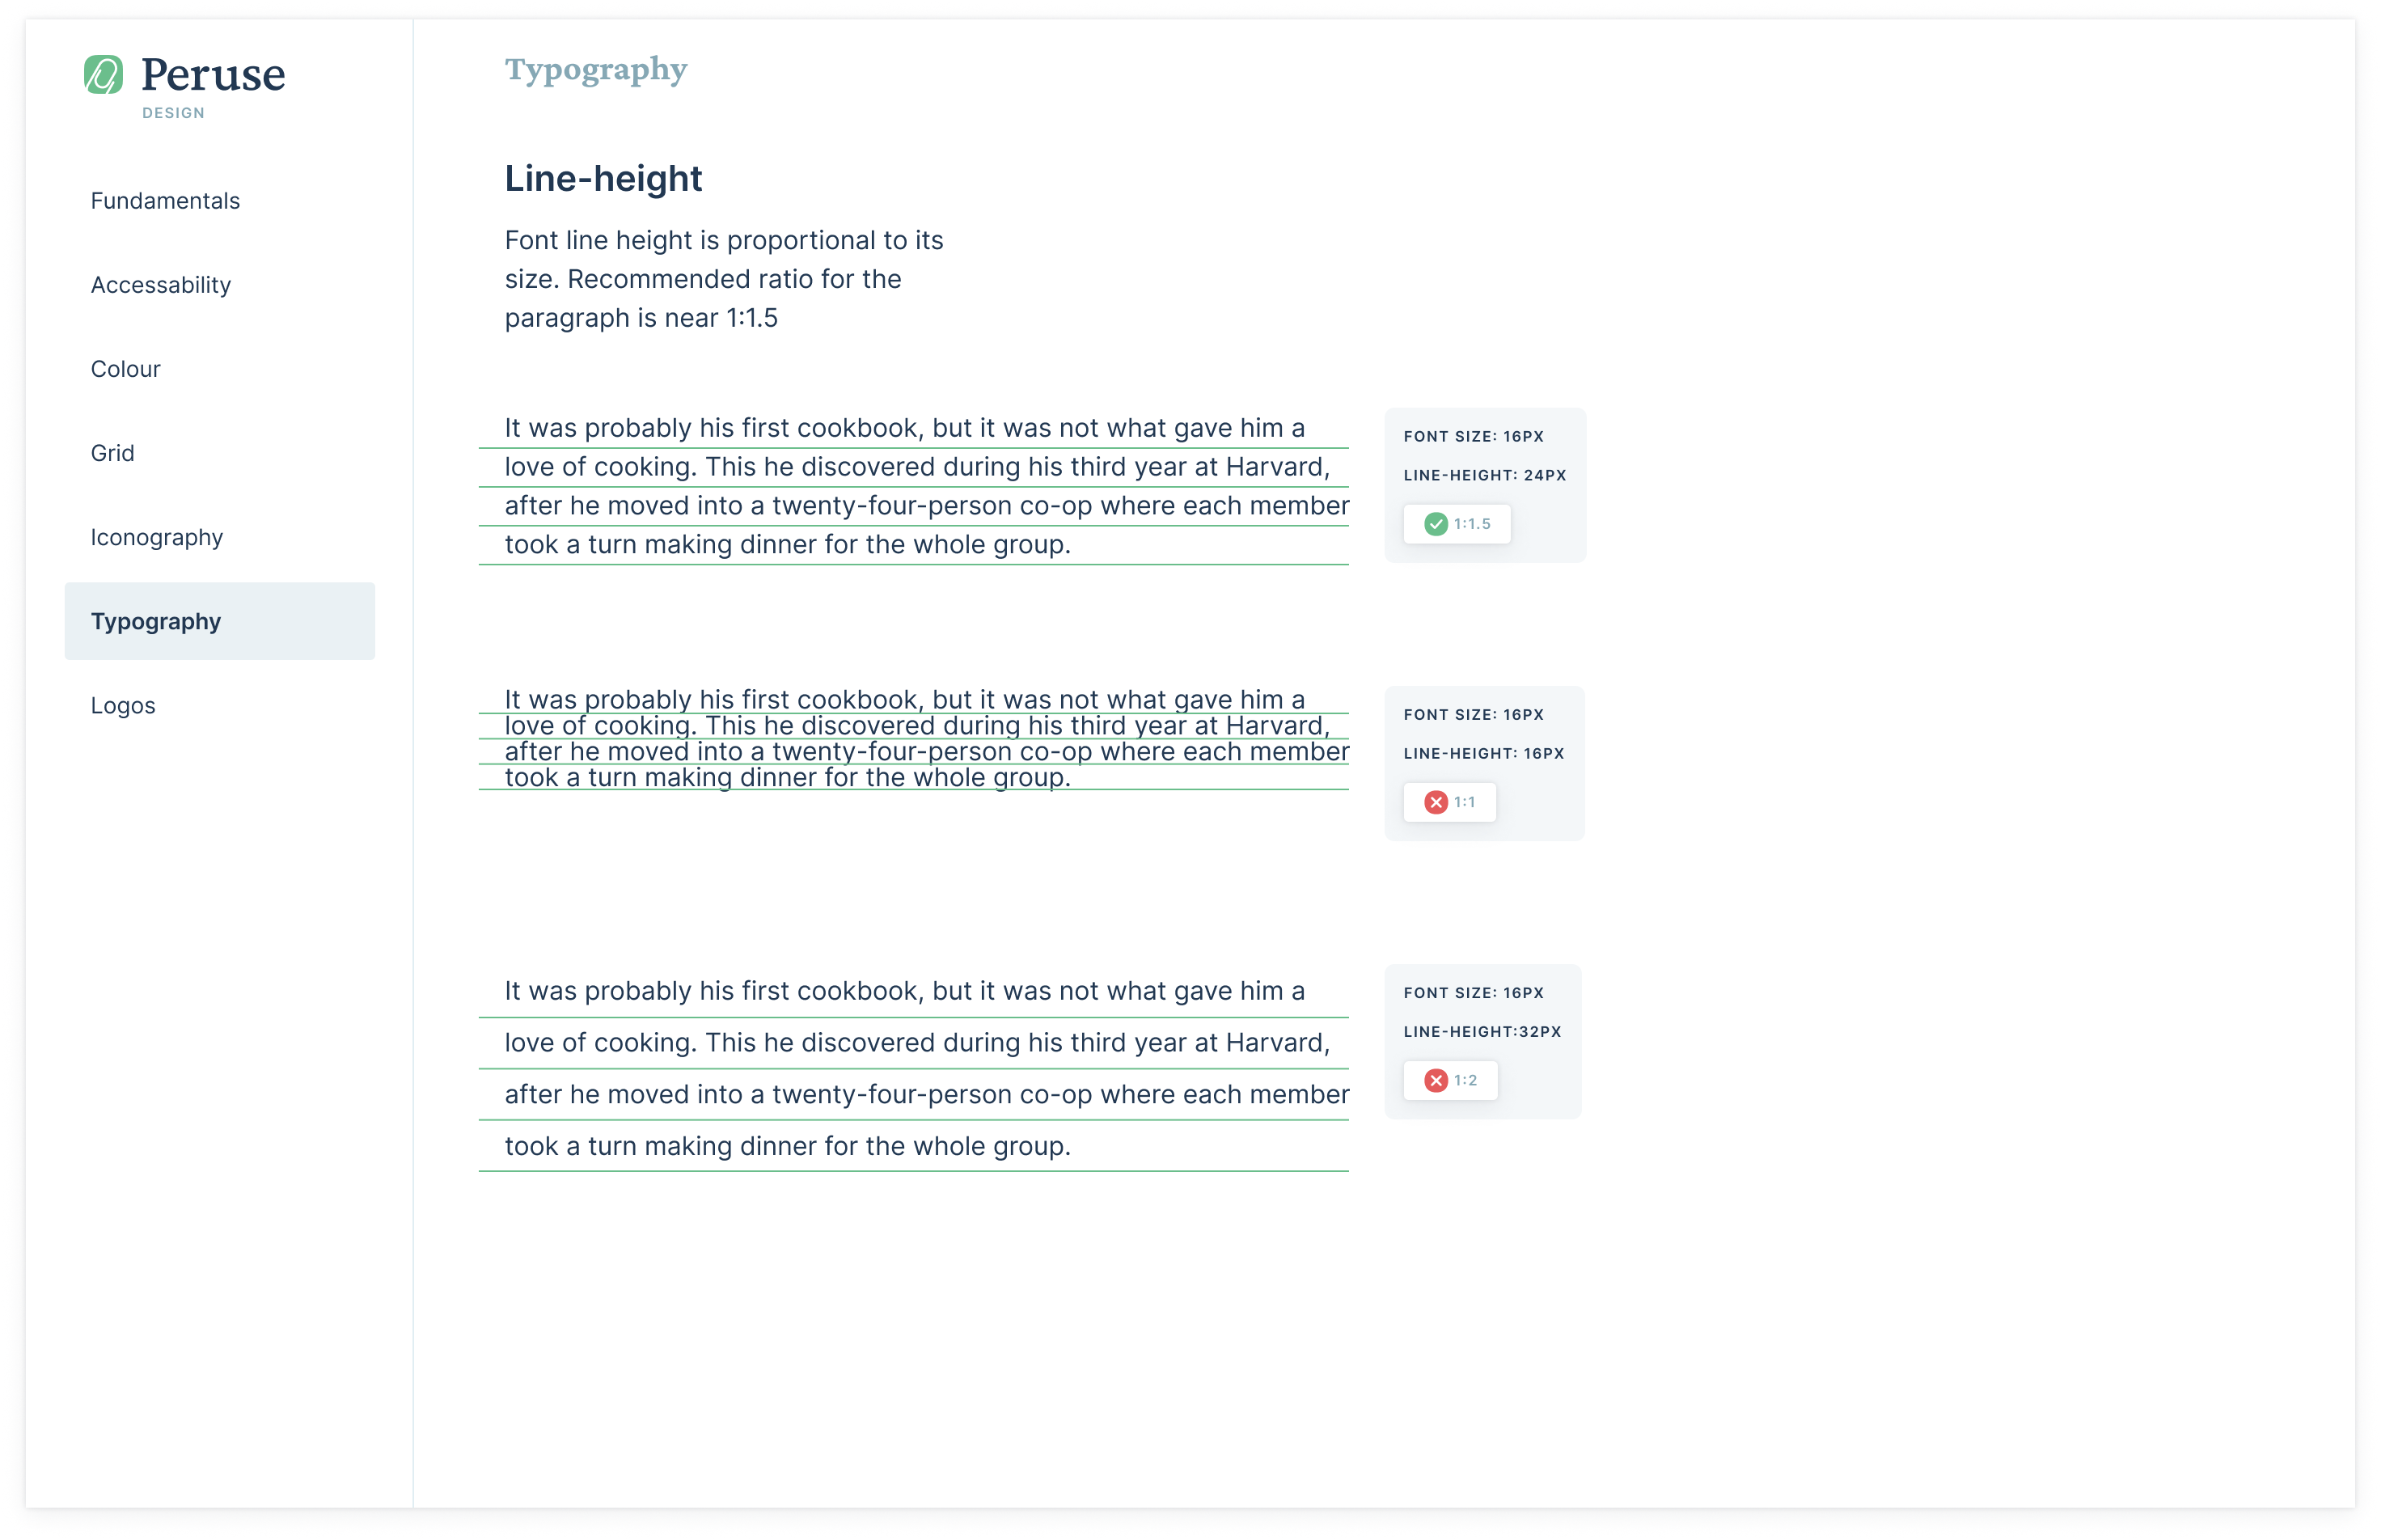 Peruse
DESIGN
Fundamentals
Accessability
Colour
Grid
Iconography
Typography
Logos
Typography
Line-height
Font line height is proportional to its
size. Recommended ratio for the
paragraph is near 1:1.5
It was probably his first cookbook, but it was not what gave him a
love of cooking. This he discovered during his third year at Harvard,
after he moved into a twenty-four-person co-op where each member
took a turn making dinner for the whole group.
FONT SIZE: 16PX
LINE-HEIGHT: 24PX
1:1.5
It was probably his first cookbook, but it was not what gave him a
love of cooking. This he discovered during his third year at Harvard,
after he moved into a twenty-four-person co-op where each member
took a turn making dinner for the whole group.
FONT SIZE: 16PX
LINE-HEIGHT: 16PX
1:1
It was probably his first cookbook, but it was not what gave him a
love of cooking. This he discovered during his third year at Harvard,
after he moved into a twenty-four-person co-op where each member
took a turn making dinner for the whole group.
FONT SIZE: 16PX
LINE-HEIGHT:32PX
1:2